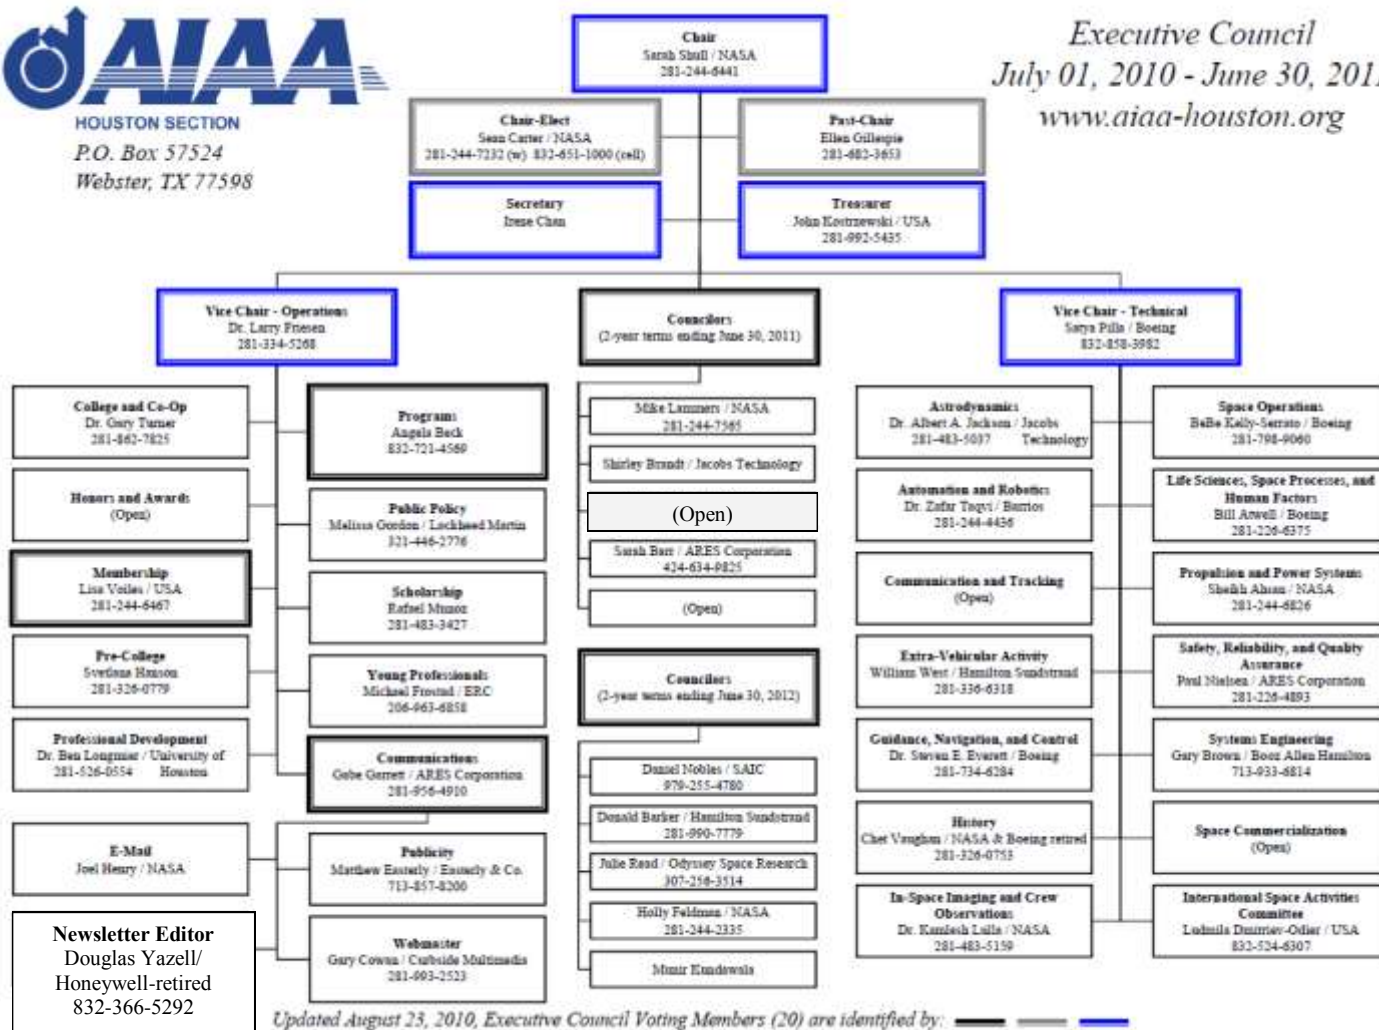 AIAA
HOUSTON SECTION
P.O. Box 57524
Webster, TX 77598
Executive Council
July 01, 2010 - June 30, 2011
www.aiaa-houston.org
Chair
Sarah Shull / NASA
281-244-6441
Chair-Elect
Sean Carter / NASA
281-244-7232 (w) 832-651-1000 (cell)
Past-Chair
Ellen Gillespie
281-682-3653
Secretary
Irene Chan
Treasurer
John Kostrzewski / USA
281-992-5435
Vice Chair - Operations
Dr. Larry Friesen
281-334-5268
Councilors
(2-year terms ending June 30, 2011)
Vice Chair - Technical
Satya Pilla / Boeing
832-858-3982
College and Co-Op
Dr. Gary Turner
281-862-7825
Honors and Awards
(Open)
Membership
Lisa Voiles / USA
281-244-6467
Pre-College
Svetlana Hanson
281-326-0779
Professional Development
Dr. Ben Longmier / University of
281-526-0554 Houston
E-Mail
Joel Henry / NASA
Newsletter Editor
Douglas Yazell/
Honeywell-retired
832-366-5292
Programs
Angela Beck
832-721-4569
Public Policy
Melissa Gordon / Lockheed Martin
321-446-2776
Scholarship
Rafael Munoz
281-483-3427
Young Professionals
Michael Frostad / ERC
206-963-6858
Communications
Gabe Garrett / ARES Corporation
281-956-4910
Publicity
Matthew Easterly / Easterly & Co.
713-857-8200
Webmaster
Gary Cowan / Curbside Multimedia
281-993-2523
Mike Lammers / NASA
281-244-7565
Shirley Brandt / Jacobs Technology
(Open)
Sarah Barr / ARES Corporation
424-634-9825
(Open)
Councilors
(2-year terms ending June 30, 2012)
Daniel Nobles / SAIC
979-255-4780
Donald Barker / Hamilton Sundstrand
281-990-7779
Julie Read / Odyssey Space Research
307-256-3514
Holly Feldman / NASA
281-244-2335
Munir Kundawala
Astrodynamics
Dr. Albert A. Jackson / Jacobs
281-483-5037 Technology
Automation and Robotics
Dr. Zafar Taqvi / Barrios
281-244-4436
Communication and Tracking
(Open)
Extra-Vehicular Activity
William West / Hamilton Sundstrand
281-336-6318
Guidance, Navigation, and Control
Dr. Steven E. Everett / Boeing
281-734-6284
History
Chet Vaughan / NASA & Boeing retired
281-326-0753
In-Space Imaging and Crew
Observations
Dr. Kamlesh Lulla / NASA
281-483-5159
Space Operations
BeBe Kelly-Serrato / Boeing
281-798-9060
Life Sciences, Space Processes, and
Human Factors
Bill Atwell / Boeing
281-226-6375
Propulsion and Power Systems
Sheikh Ahsan / NASA
281-244-6826
Safety, Reliability, and Quality
Assurance
Paul Nielsen / ARES Corporation
281-226-4893
Systems Engineering
Gary Brown / Booz Allen Hamilton
713-933-6814
Space Commercialization
(Open)
International Space Activities
Committee
Ludmila Dmitriev-Odier / USA
832-524-6307
Updated August 23, 2010, Executive Council Voting Members (20) are identified by: